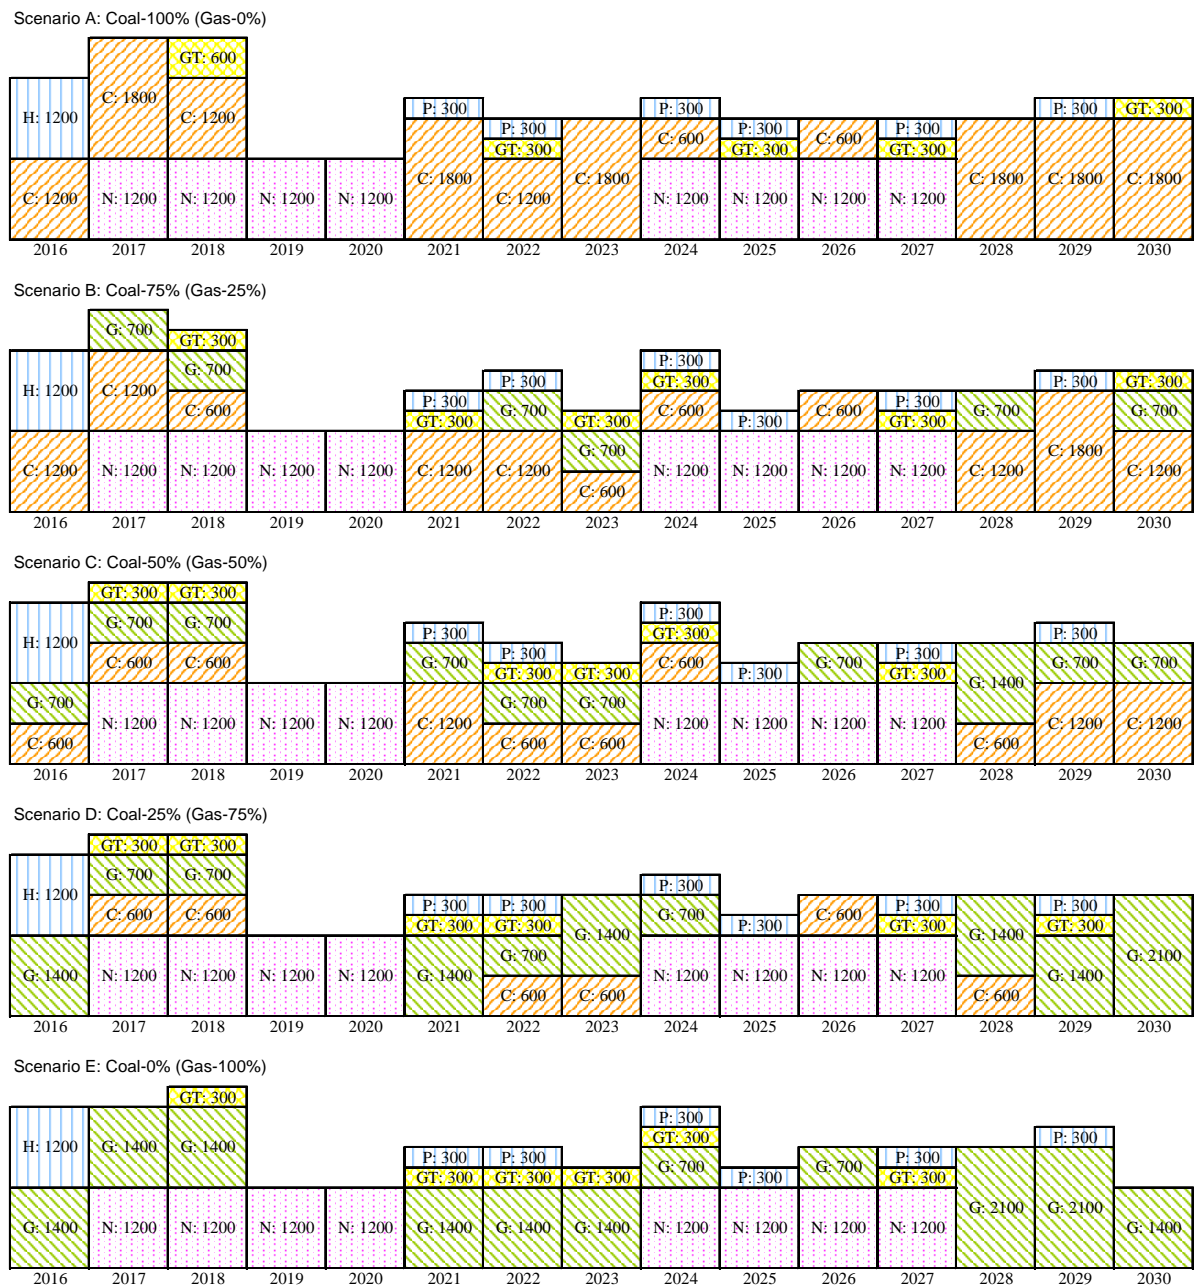 Scenario A: Coal-100% (Gas-0%)
GT: 600
C: 1800
P: 300
P: 300
P: 300
GT: 300
H: 1200
C: 1200
P: 300
C: 600
P: 300
C: 600
P: 300
GT: 300
GT: 300
GT: 300
C: 1200
N: 1200
N: 1200
N: 1200
N: 1200
C: 1800
C: 1200
C: 1800
N: 1200
N: 1200
N: 1200
N: 1200
C: 1800
C: 1800
C: 1800
2016 2017 2018 2019 2020 2021 2022 2023 2024 2025 2026 2027 2028 2029 2030
Scenario B: Coal-75% (Gas-25%)
G: 700
GT: 300
P: 300
H: 1200
C: 1200
G: 700
P: 300
GT: 300
P: 300
GT: 300
C: 600
P: 300
G: 700
C: 600
C: 600
P: 300
G: 700
G: 700
GT: 300
GT: 300
P: 300
GT: 300
C: 1200
N: 1200
N: 1200
N: 1200
N: 1200
C: 1200
C: 1200
G: 700
N: 1200
N: 1200
N: 1200
N: 1200
C: 1200
C: 1800
C: 1200
C: 600
2016 2017 2018 2019 2020 2021 2022 2023 2024 2025 2026 2027 2028 2029 2030
Scenario C: Coal-50% (Gas-50%)
GT: 300
GT: 300
P: 300
G: 700
G: 700
P: 300
GT: 300
P: 300
H: 1200
C: 600
C: 600
G: 700
P: 300
C: 600
G: 700
P: 300
G: 700
G: 700
GT: 300
GT: 300
P: 300
GT: 300
G: 1400
G: 700
N: 1200
N: 1200
N: 1200
N: 1200
C: 1200
G: 700
G: 700
N: 1200
N: 1200
N: 1200
N: 1200
C: 1200
C: 1200
C: 600
C: 600
C: 600
C: 600
2016 2017 2018 2019 2020 2021 2022 2023 2024 2025 2026 2027 2028 2029 2030
Scenario D: Coal-25% (Gas-75%)
GT: 300
GT: 300
G: 700
G: 700
P: 300
H: 1200
C: 600
C: 600
P: 300
P: 300
G: 1400
G: 700
C: 600
P: 300
G: 1400
P: 300
GT: 300
GT: 300
P: 300
GT: 300
GT: 300
G: 2100
G: 1400
N: 1200
N: 1200
N: 1200
N: 1200
G: 1400
G: 700
N: 1200
N: 1200
N: 1200
N: 1200
G: 1400
C: 600
C: 600
C: 600
2016 2017 2018 2019 2020 2021 2022 2023 2024 2025 2026 2027 2028 2029 2030
Scenario E: Coal-0% (Gas-100%)
GT: 300
P: 300
P: 300
H: 1200
G: 1400
G: 1400
GT: 300
P: 300
P: 300
G: 700
G: 700
P: 300
GT: 300
GT: 300
GT: 300
P: 300
GT: 300
G: 2100
G: 2100
G: 1400
N: 1200
N: 1200
N: 1200
N: 1200
G: 1400
G: 1400
G: 1400
N: 1200
N: 1200
N: 1200
N: 1200
G: 1400
2016 2017 2018 2019 2020 2021 2022 2023 2024 2025 2026 2027 2028 2029 2030